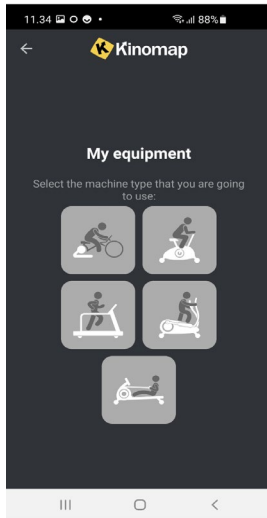 11.34 88%
Kinomap
My equipment
Select the machine type that you are going
to use: